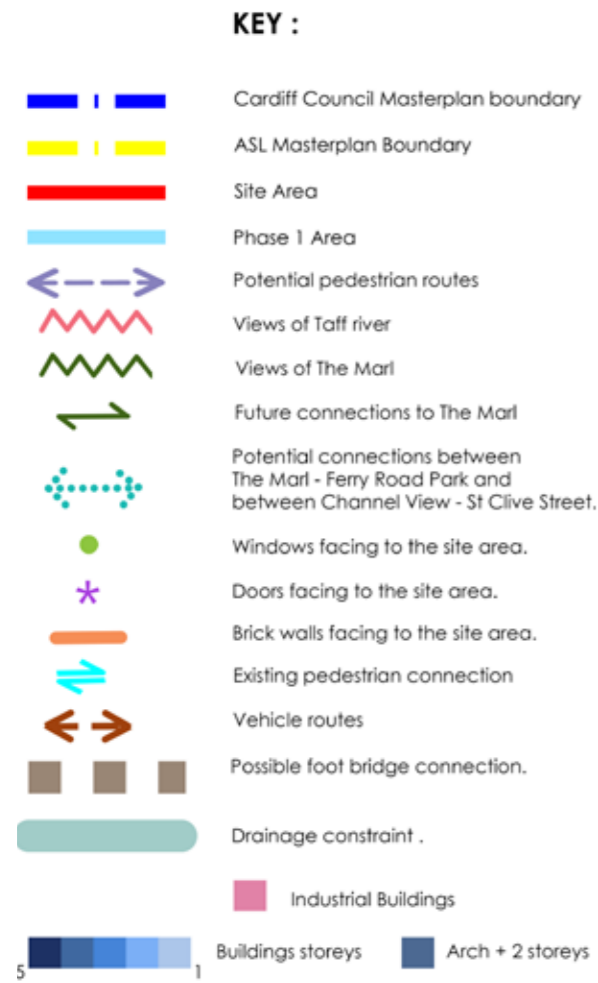 KEY :
Cardiff Council Masterplan boundary
ASL Masterplan Boundary
Site Area
Phase 1 Area
Potential pedestrian routes
Views of Taff river
Views of The Marl
Future connections to The Marl
Potential connections between
The Marl - Ferry Road Park and
between Channel View - St Clive Street.
Windows facing to the site area.
Doors facing to the site area.
Brick walls facing to the site area.
Existing pedestrian connection
Vehicle routes
Possible foot bridge connection.
Drainage constraint .
Industrial Buildings
5 1 Buildings storeys Arch + 2 storeys